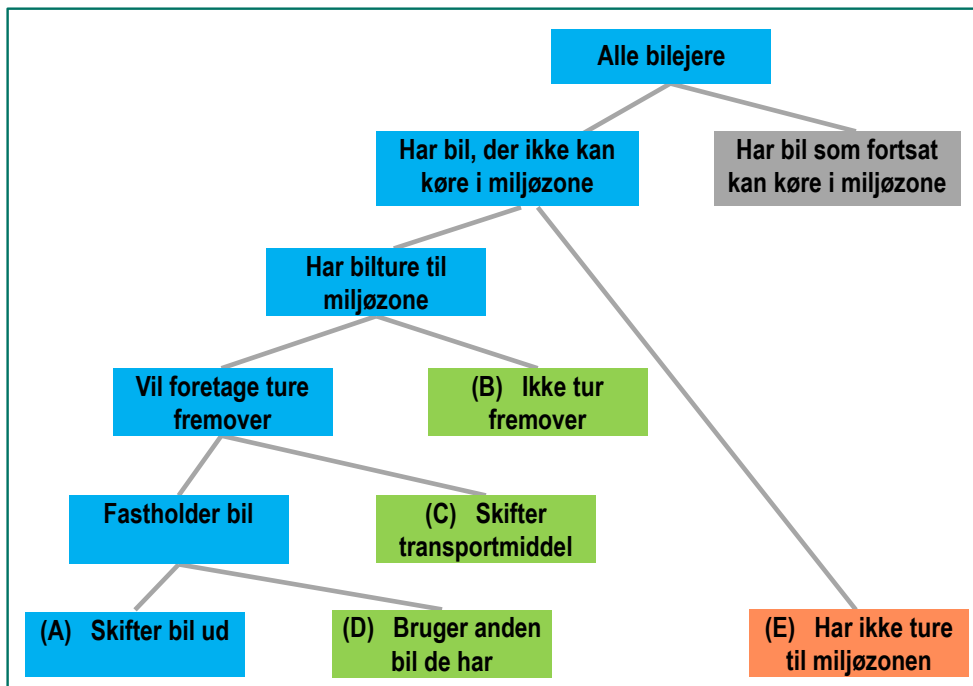 Alle bilejere
Har bil, der ikke kan
køre i miljøzone
Har bil som fortsat
kan køre i miljøzone
Har bilture til
miljøzone
Vil foretage ture
fremover
(B) Ikke tur
fremover
Fastholder bil
(C) Skifter
transportmiddel
(A) Skifter bil ud
(D) Bruger anden
bil de har
(E) Har ikke ture
til miljøzonen